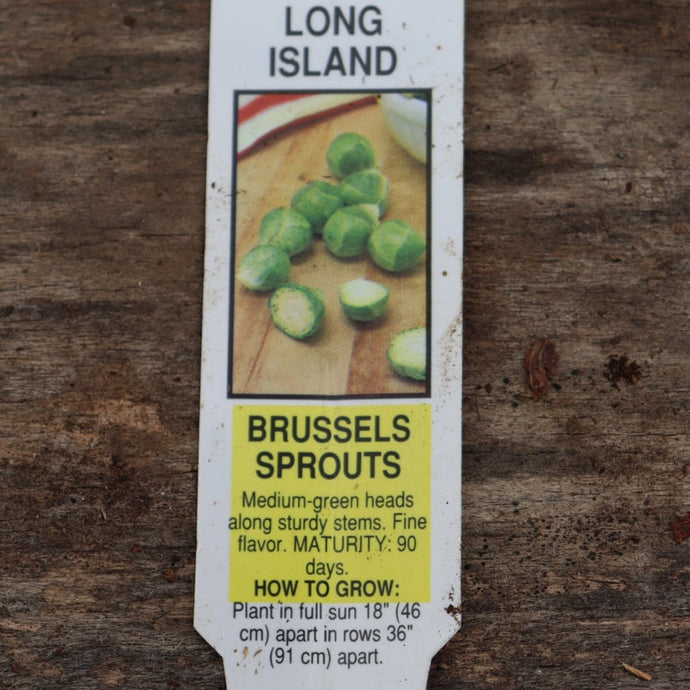 LONG
ISLAND
BRUSSELS
SPROUTS
Medium-green heads
along sturdy stems. Fine
flavor. MATURITY: 90
days.
HOW TO GROW:
Plant in full sun 18" (46
cm) apart in rows 36"
(91 cm) apart.